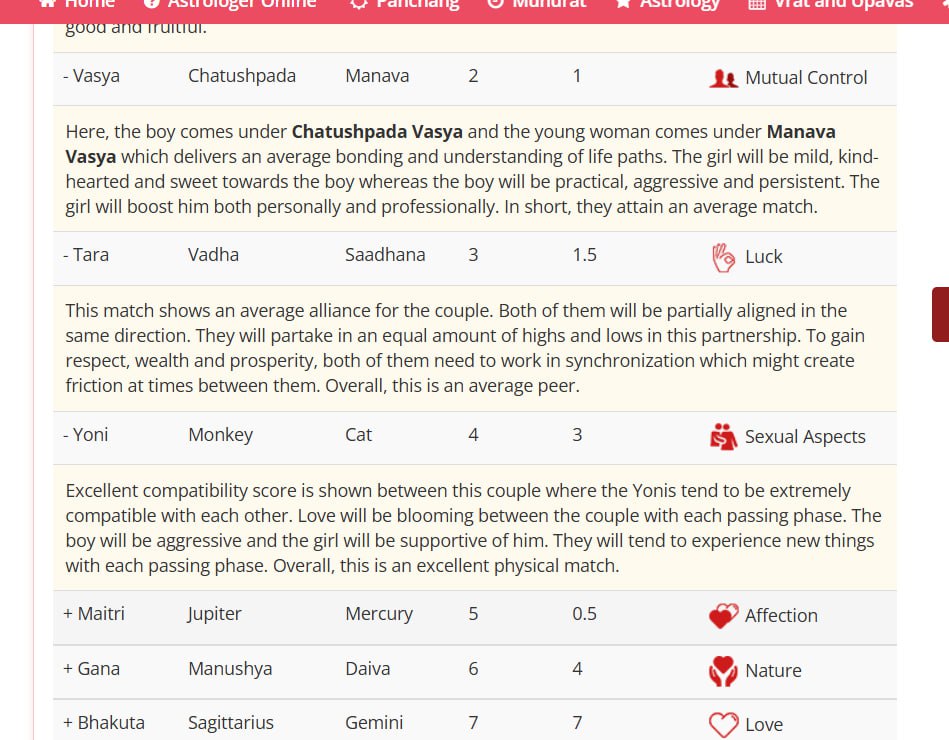 Home Astrologer Online Panchang Muhurat Astrology Vrat and Upavas
good and fruitful.
- Vasya Chatushpada Manava 2 1 Mutual Control
Here, the boy comes under Chatushpada Vasya and the young woman comes under Manava
Vasya which delivers an average bonding and understanding of life paths. The girl will be mild, kind-
hearted and sweet towards the boy whereas the boy will be practical, aggressive and persistent. The
girl will boost him both personally and professionally. In short, they attain an average match.
- Tara Vadha Saadhana 3 1.5 Luck
This match shows an average alliance for the couple. Both of them will be partially aligned in the
same direction. They will partake in an equal amount of highs and lows in this partnership. To gain
respect, wealth and prosperity, both of them need to work in synchronization which might create
friction at times between them. Overall, this is an average peer.
- Yoni Monkey Cat 4 3 Sexual Aspects
Excellent compatibility score is shown between this couple where the Yonis tend to be extremely
compatible with each other. Love will be blooming between the couple with each passing phase. The
boy will be aggressive and the girl will be supportive of him. They will tend to experience new things
with each passing phase. Overall, this is an excellent physical match.
+ Maitri Jupiter Mercury 5 0.5 Affection
+ Gana Manushya Daiva 6 4 Nature
+ Bhakuta Sagittarius Gemini 7 7 Love